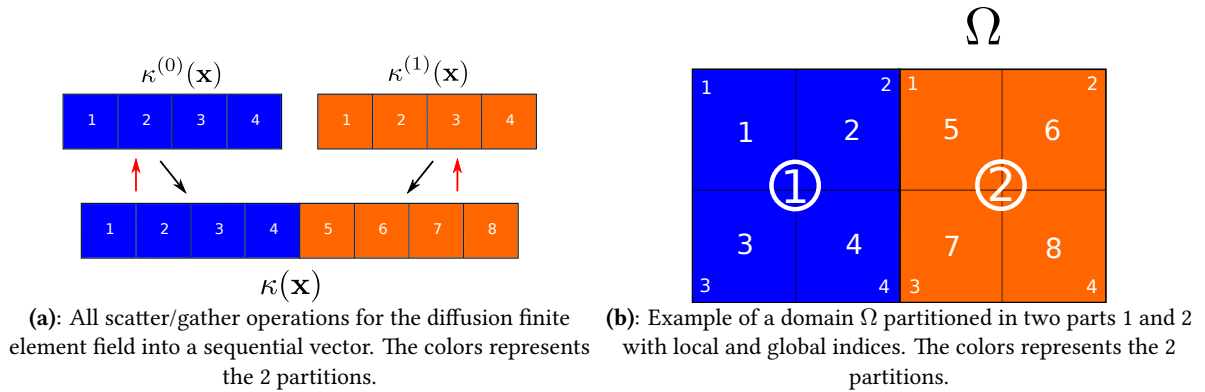 Ω
κ^(0)(x) κ^(1)(x)
1 2 3 4 1 2 3 4
1 2 3 4 5 6 7 8
κ(x)
1 2 1 2
1 2 5 6
1 2
3 4 7 8
3 4 3 4
(a): All scatter/gather operations for the diffusion finite
element field into a sequential vector. The colors represents
the 2 partitions.
(b): Example of a domain Ω partitioned in two parts 1 and 2
with local and global indices. The colors represents the 2
partitions.